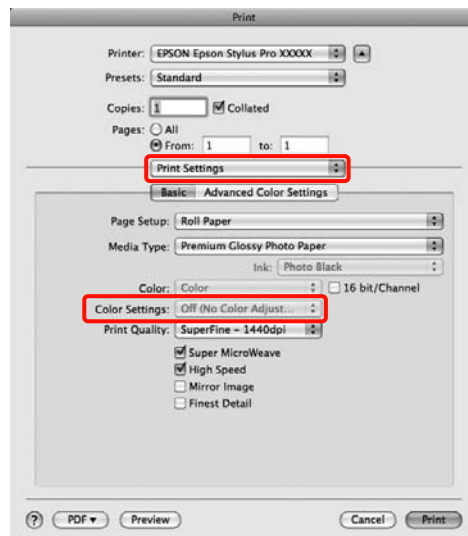 Print
Printer: EPSON Epson Stylus Pro XXXXX
Presets: Standard
Copies: 1 Collated
Pages: All
From: 1 to: 1
Print Settings
Basic Advanced Color Settings
Page Setup: Roll Paper
Media Type: Premium Glossy Photo Paper
Ink: Photo Black
Color: Color 16 bit/Channel
Color Settings: Off (No Color Adjust...
Print Quality: SuperFine - 1440dpi
Super MicroWeave
High Speed
Mirror Image
Finest Detail
? PDF Preview Cancel Print